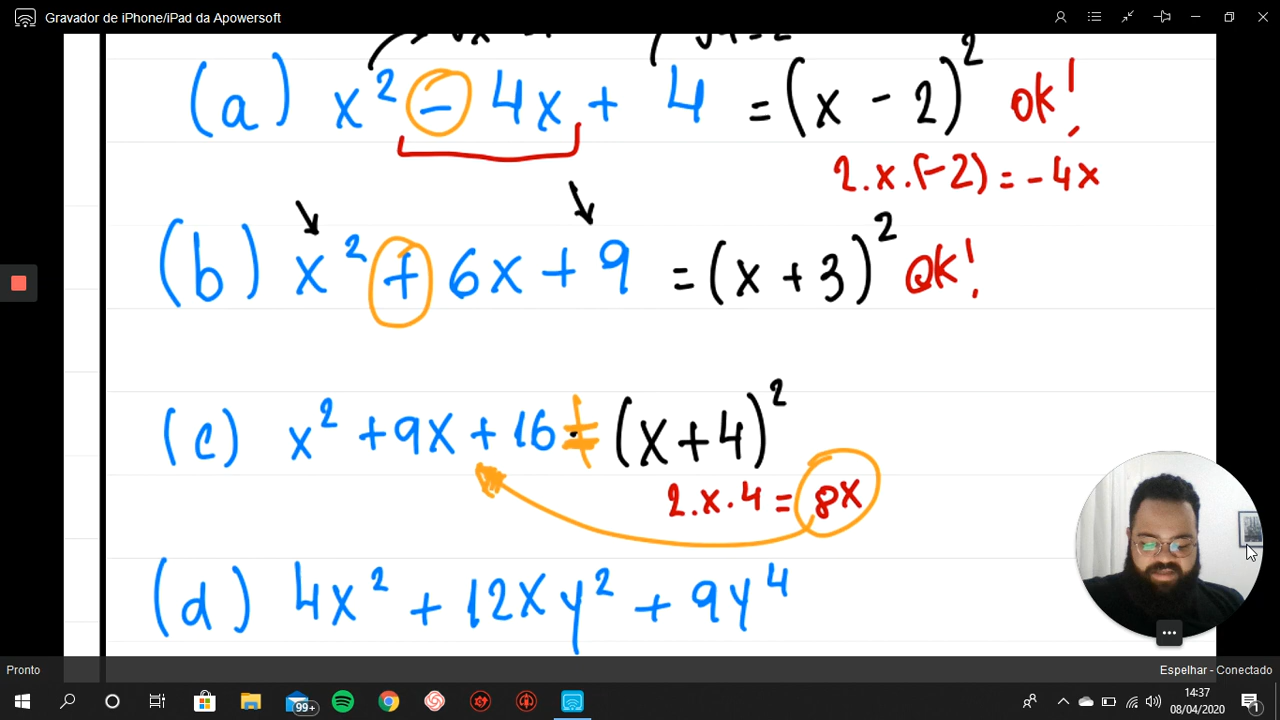 Gravador de iPhone/iPad da Apowersoft
(a) x² - 4x + 4 = (x - 2)² OK!
2.x.(-2) = -4x
(b) x² + 6x + 9 = (x + 3)² OK!
(c) x² + 9x + 16 ≠ (x + 4)²
2.x.4 = 8x
(d) 4x² + 12xy² + 9y⁴
Pronto
Espelhar - Conectado
99+
14:37
08/04/2020
1